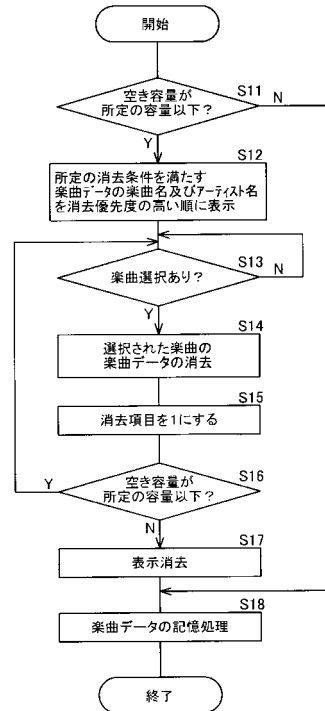 開始
S11
空き容量が
所定の容量以下？
N
Y
S12
所定の消去条件を満たす
楽曲データの楽曲名及びアーティスト名
を消去優先度の高い順に表示
S13
楽曲選択あり？
N
Y
S14
選択された楽曲の
楽曲データの消去
S15
消去項目を1にする
S16
空き容量が
所定の容量以下？
Y
N
S17
表示消去
S18
楽曲データの記憶処理
終了